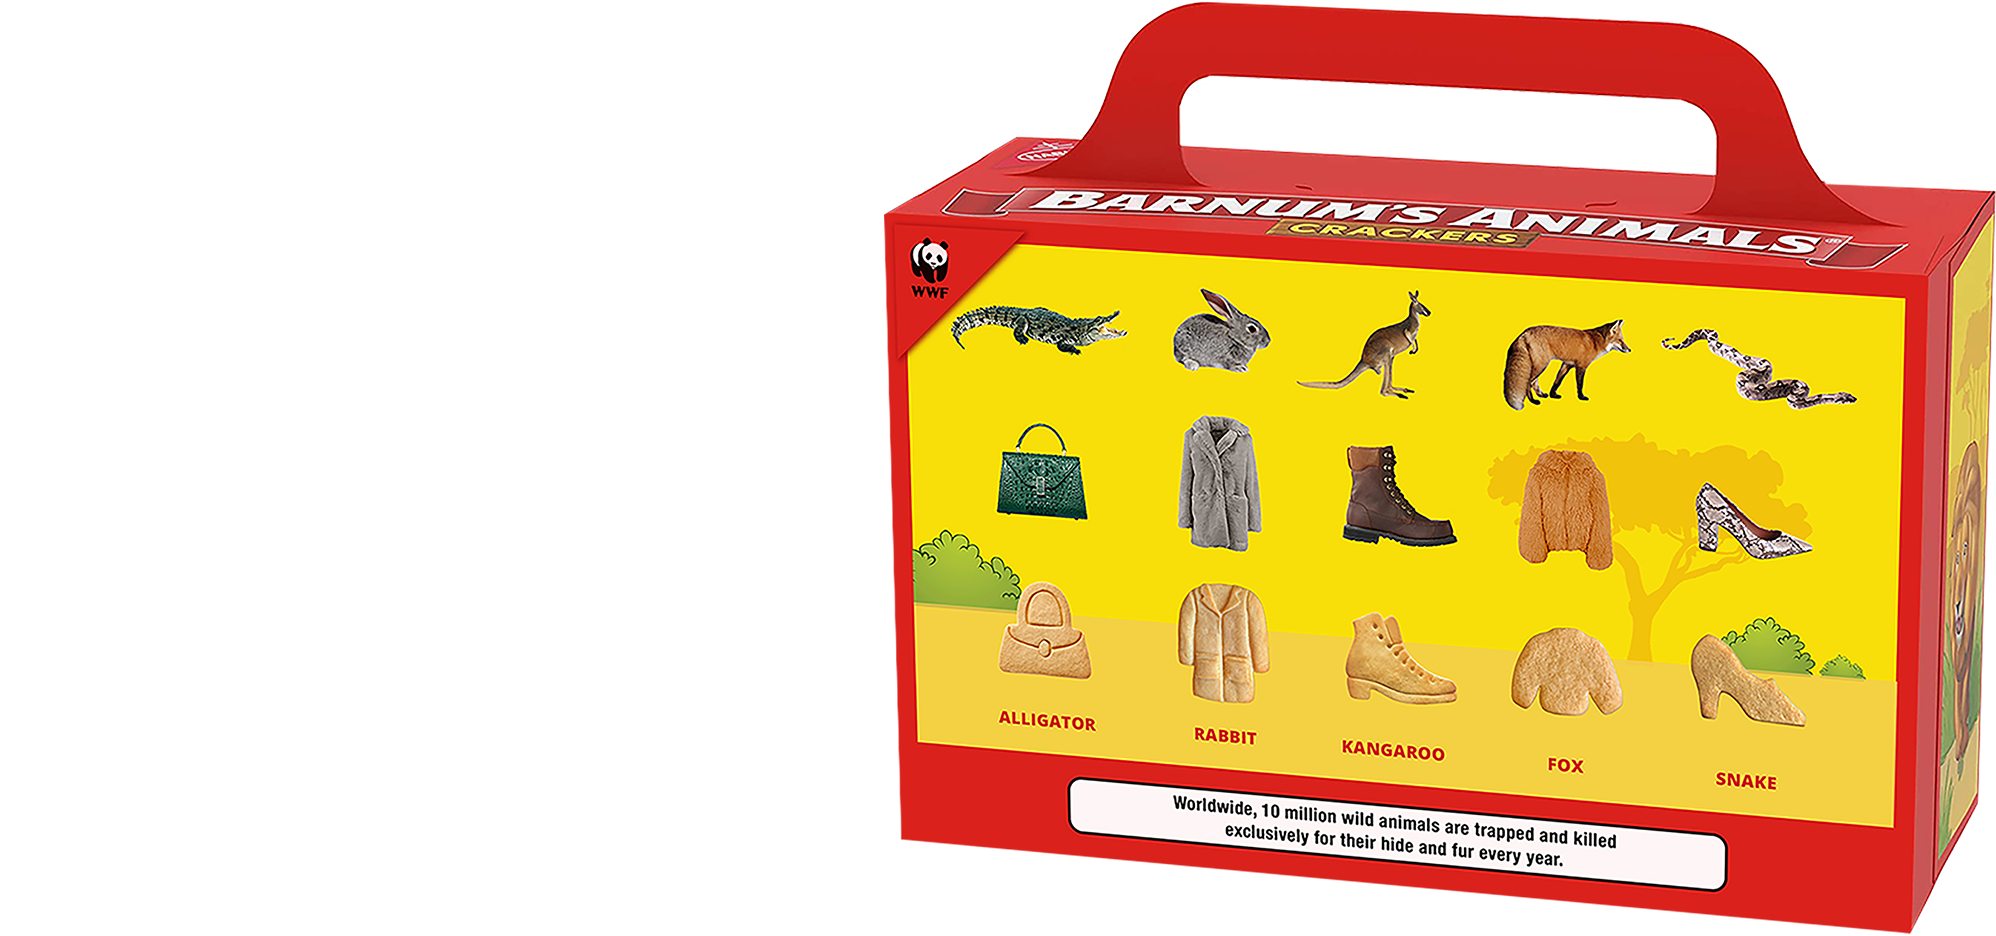 BARNUM'S ANIMALS®
CRACKERS
WWF
ALLIGATOR
RABBIT
KANGAROO
FOX
SNAKE
Worldwide, 10 million wild animals are trapped and killed
exclusively for their hide and fur every year.